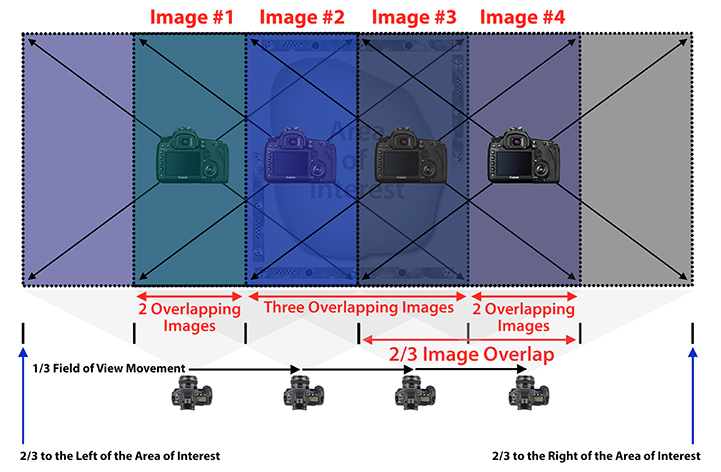 Image #1
Image #2
Image #3
Image #4
Area
of
Interest
2 Overlapping
Images
Three Overlapping Images
2 Overlapping
Images
2/3 Image Overlap
1/3 Field of View Movement
2/3 to the Left of the Area of Interest
2/3 to the Right of the Area of Interest